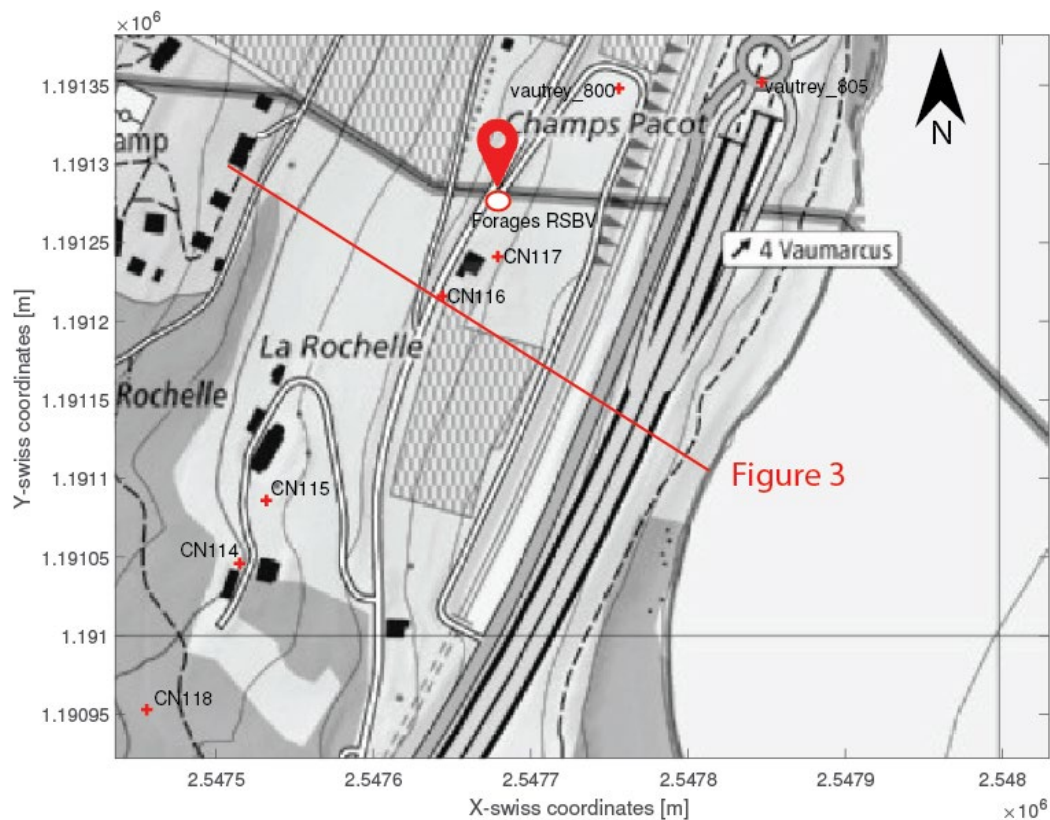 ×10⁶
1.19135
1.1913
1.19125
1.1912
1.19115
1.1911
1.19105
1.191
1.19095
Y-swiss coordinates [m]
vautrey_800
vautrey_805
Champs Pacot
amp
Forages RSBV
CN117
4 Vaumarcus
CN116
La Rochelle
Rochelle
Figure 3
CN115
CN114
CN118
N
2.5475
2.5476
2.5477
2.5478
2.5479
2.548
X-swiss coordinates [m]
×10⁶